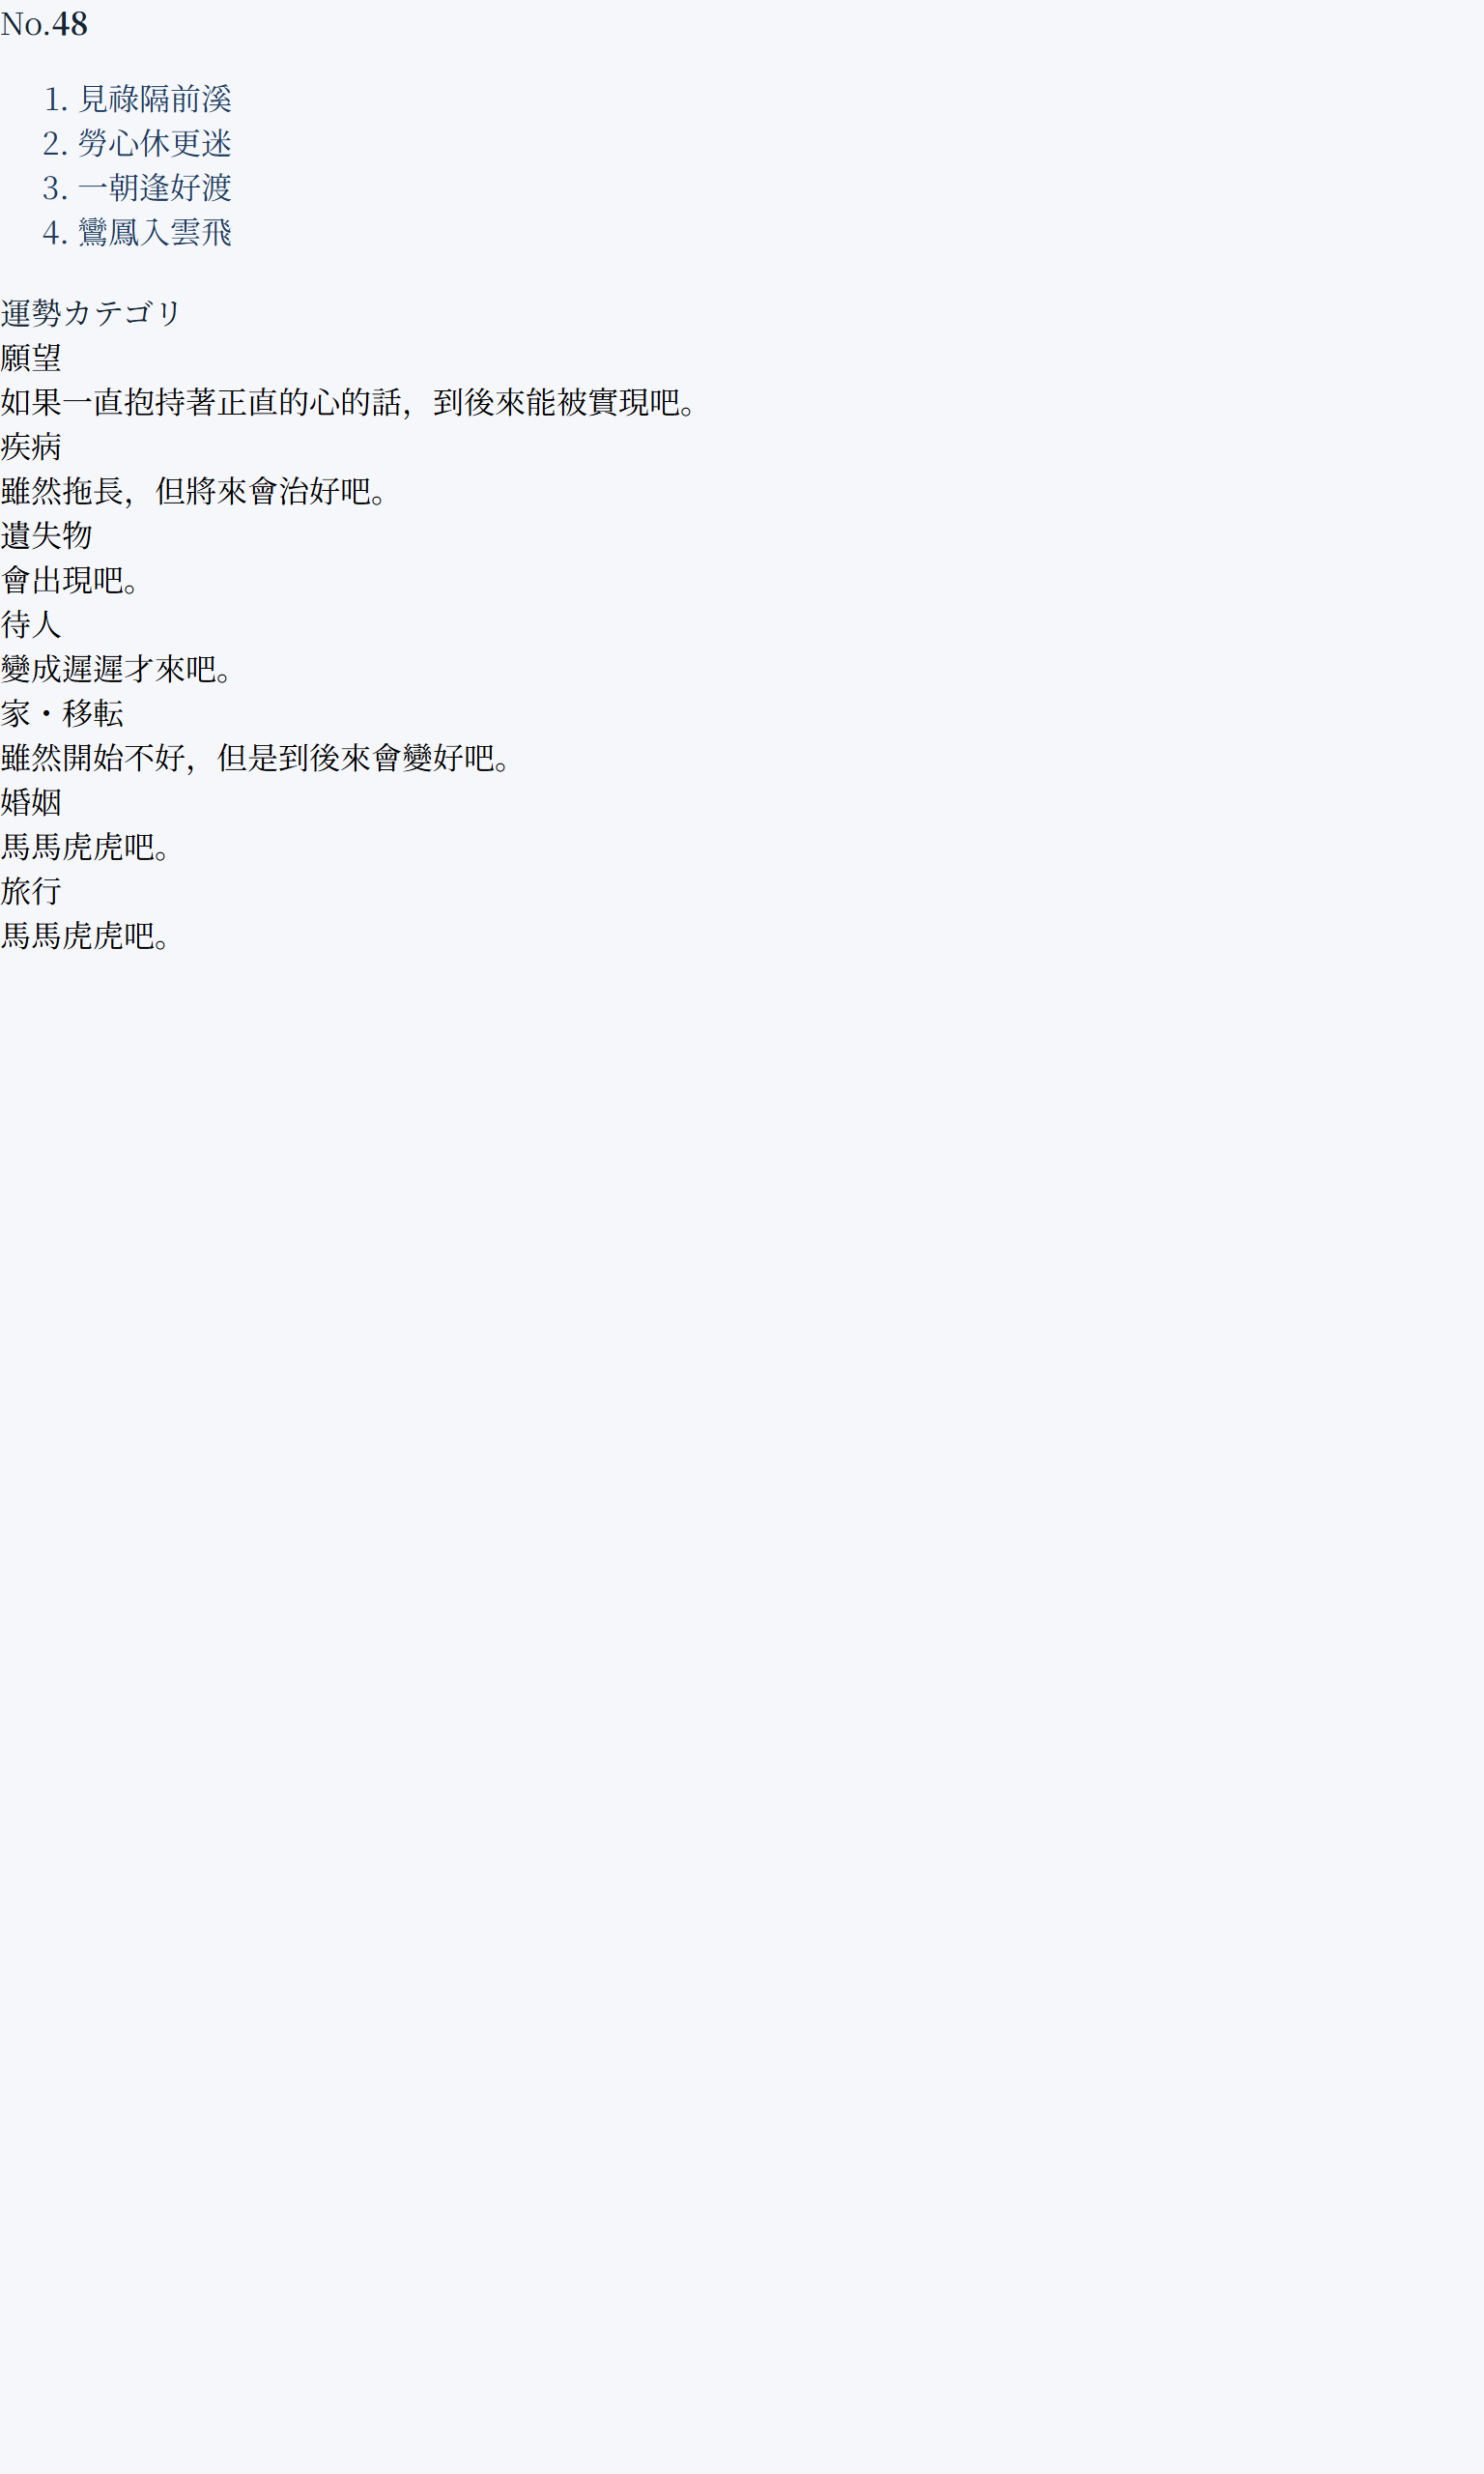 No.48
1. 見祿隔前溪
2. 勞心休更迷
3. 一朝逢好渡
4. 鸞鳳入雲飛
運勢カテゴリ
願望
如果一直抱持著正直的心的話，到後來能被實現吧。
疾病
雖然拖長，但將來會治好吧。
遺失物
會出現吧。
待人
變成遲遲才來吧。
家・移転
雖然開始不好，但是到後來會變好吧。
婚姻
馬馬虎虎吧。
旅行
馬馬虎虎吧。